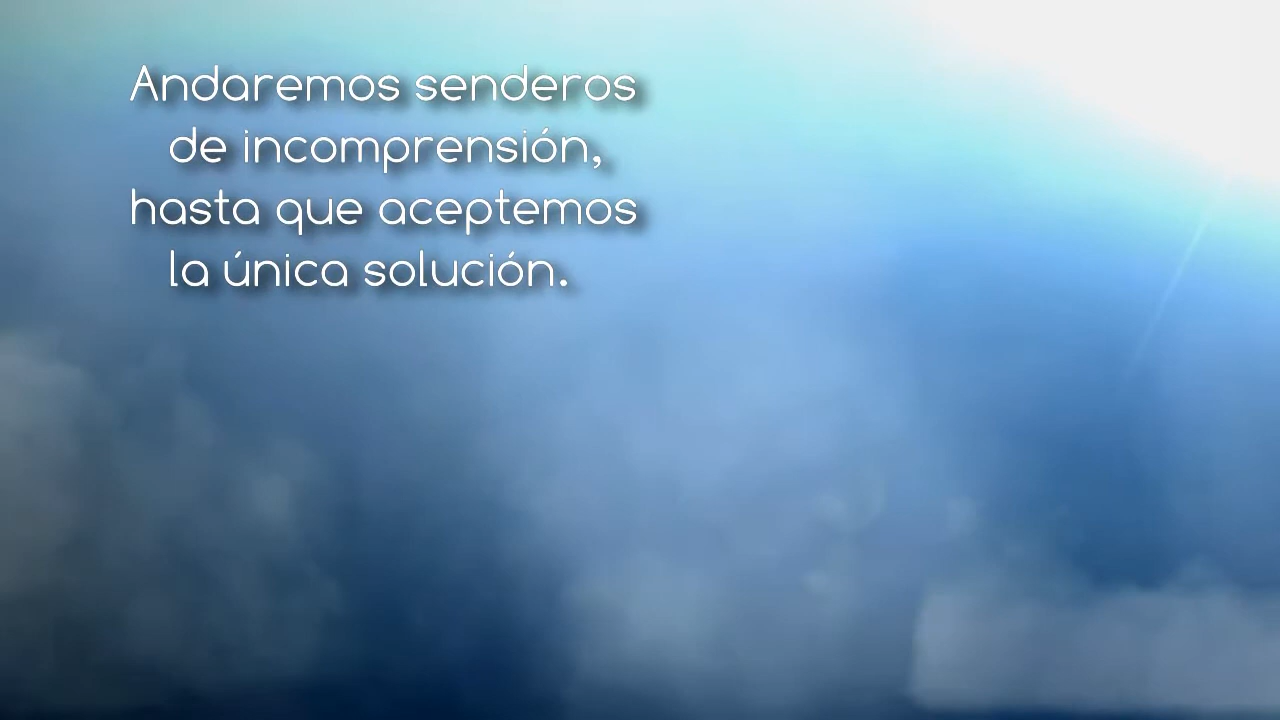 Andaremos senderos
de incomprensión,
hasta que aceptemos
la única solución.